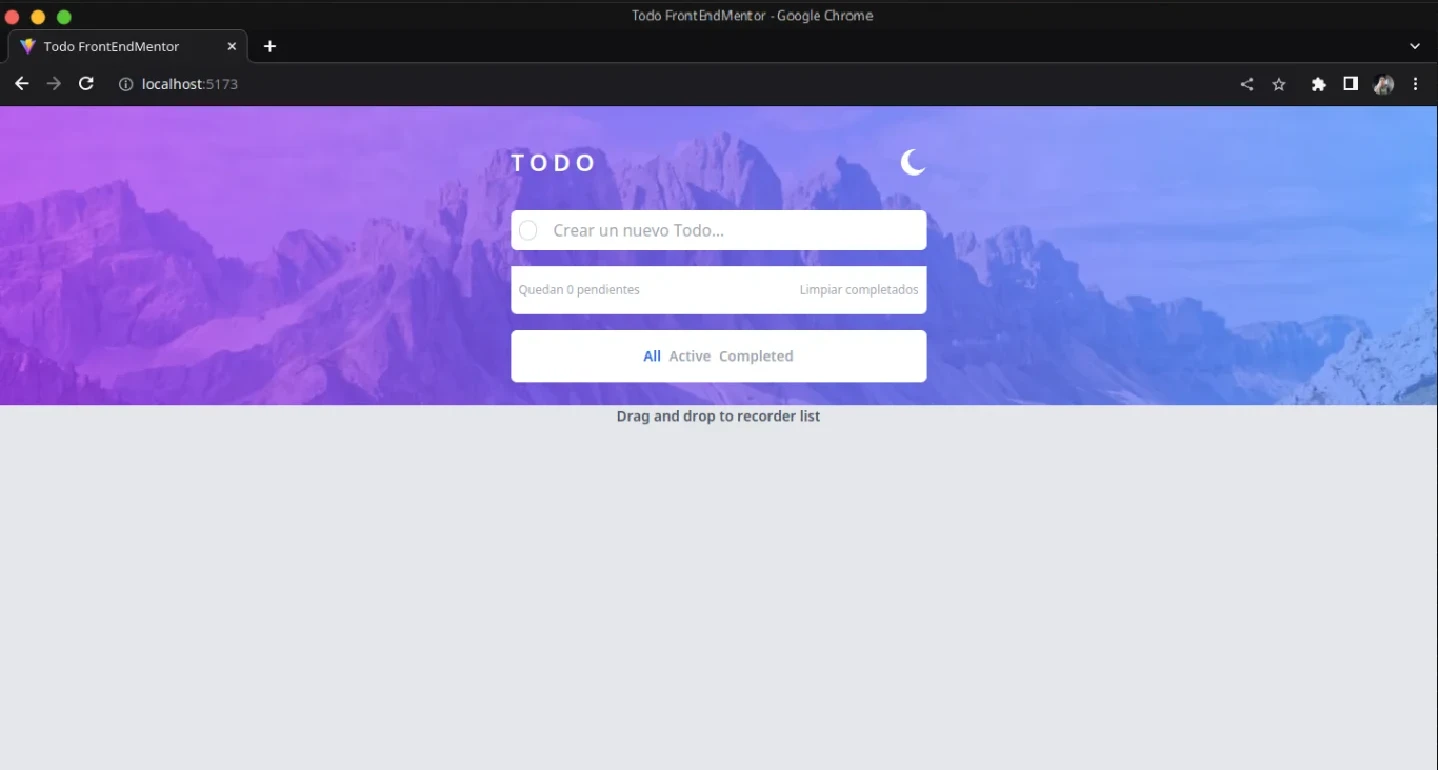 Todo FrontEndMentor - Google Chrome
Todo FrontEndMentor
localhost:5173
TODO
Crear un nuevo Todo...
Quedan 0 pendientes Limpiar completados
All Active Completed
Drag and drop to recorder list